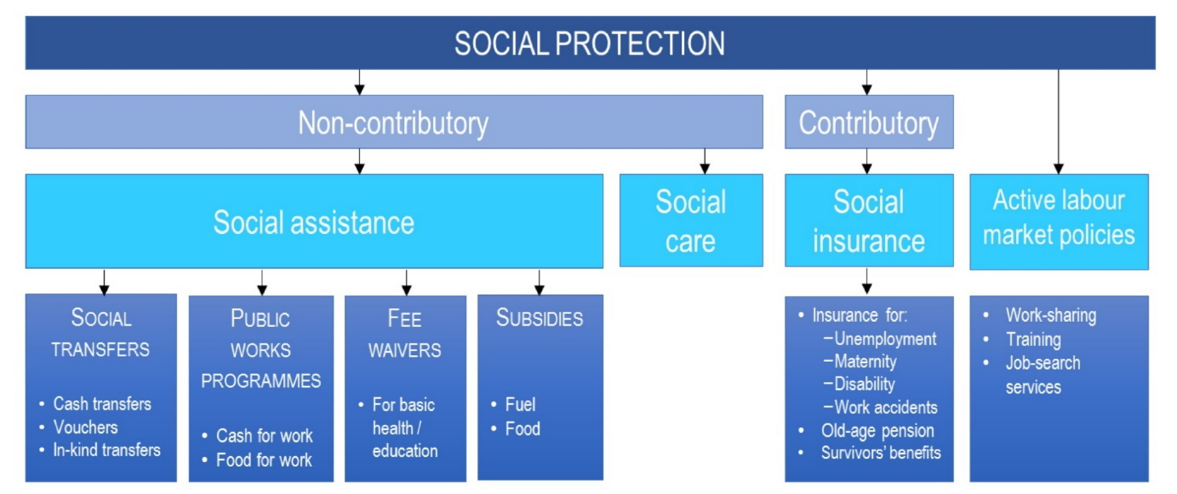 SOCIAL PROTECTION
Non-contributory
Contributory
Social assistance
Social
care
Social
insurance
Active labour
market policies
SOCIAL
TRANSFERS
• Cash transfers
• Vouchers
• In-kind transfers
PUBLIC
WORKS
PROGRAMMES
• Cash for work
• Food for work
FEE
WAIVERS
• For basic
health /
education
SUBSIDIES
• Fuel
• Food
• Insurance for:
–Unemployment
–Maternity
–Disability
–Work accidents
• Old-age pension
• Survivors' benefits
• Work-sharing
• Training
• Job-search
services